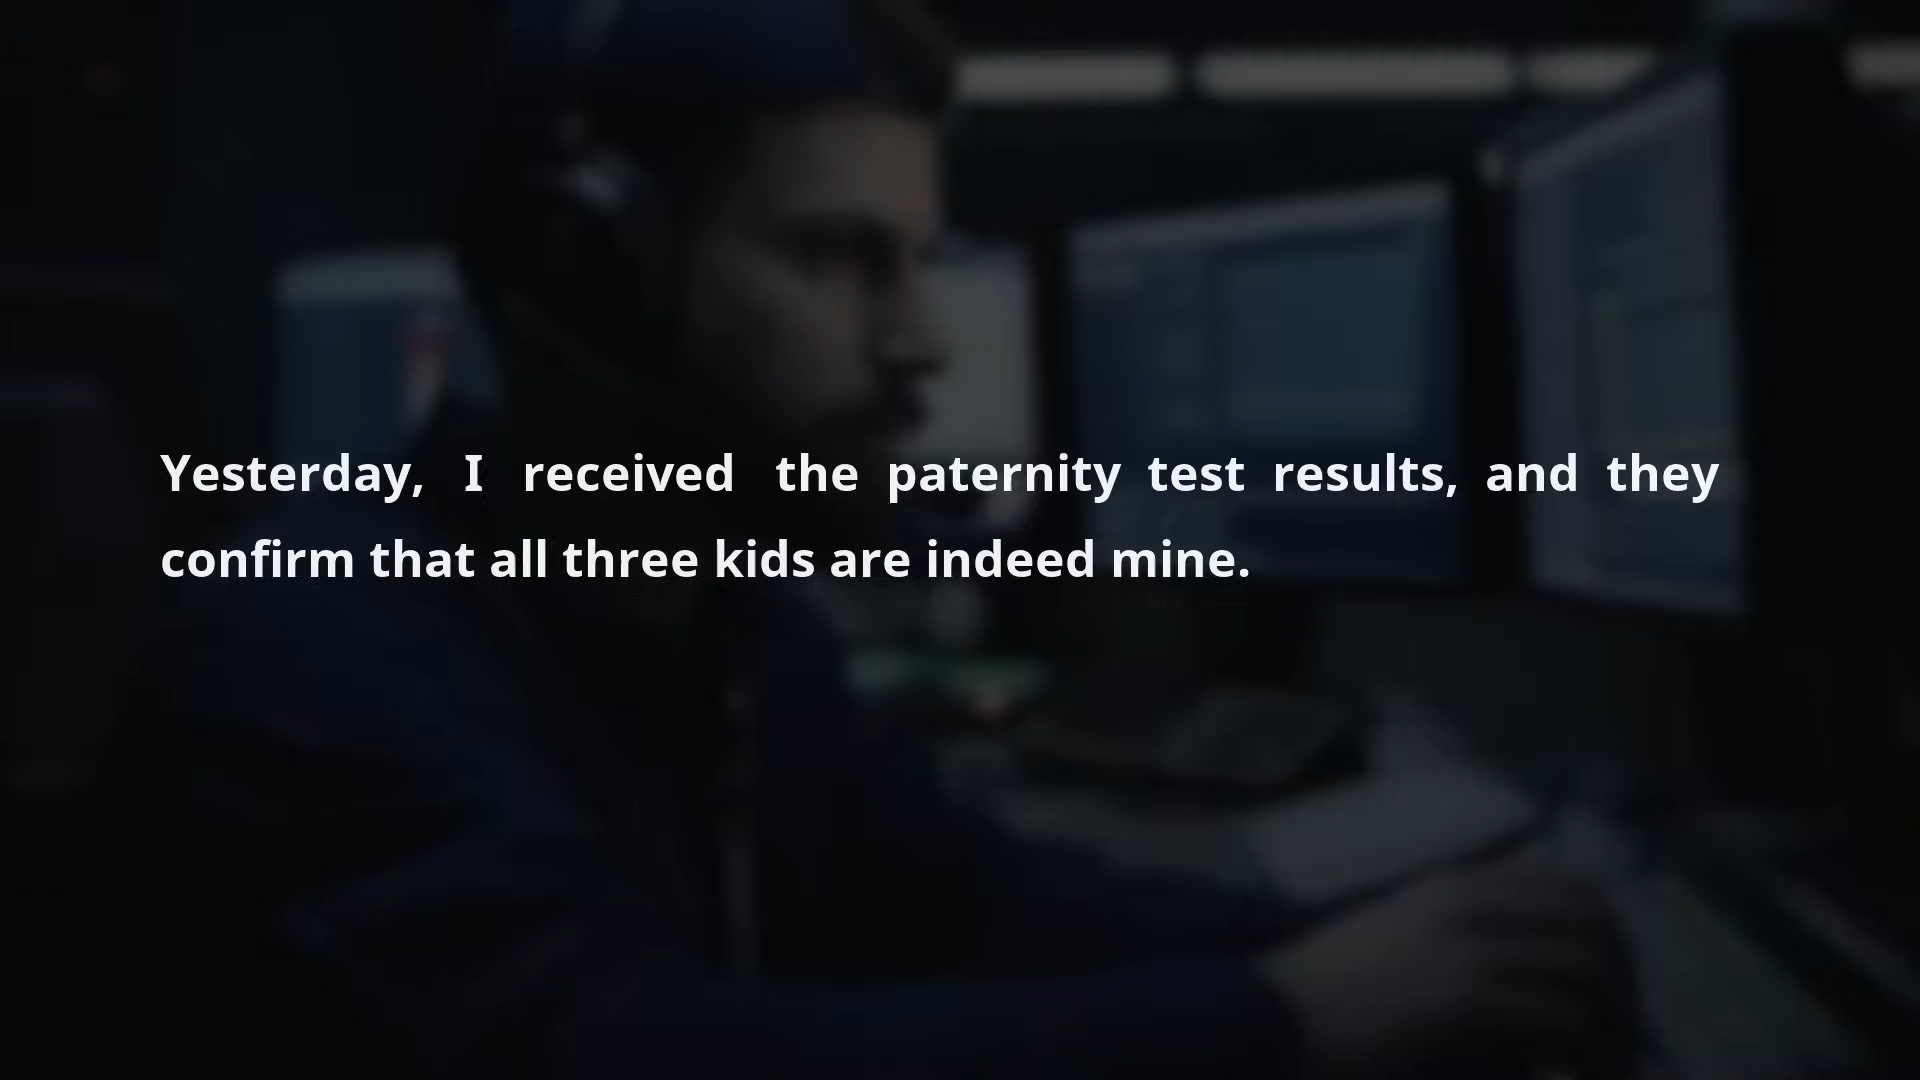 Yesterday, I received the paternity test results, and they
confirm that all three kids are indeed mine.